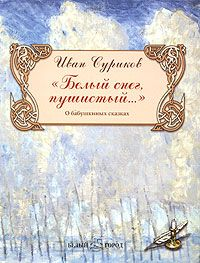 Иван Суриков
«Белый снег,
пушистый...»
О бабушкиных сказках
БЕЛЫЙ ГОРОД